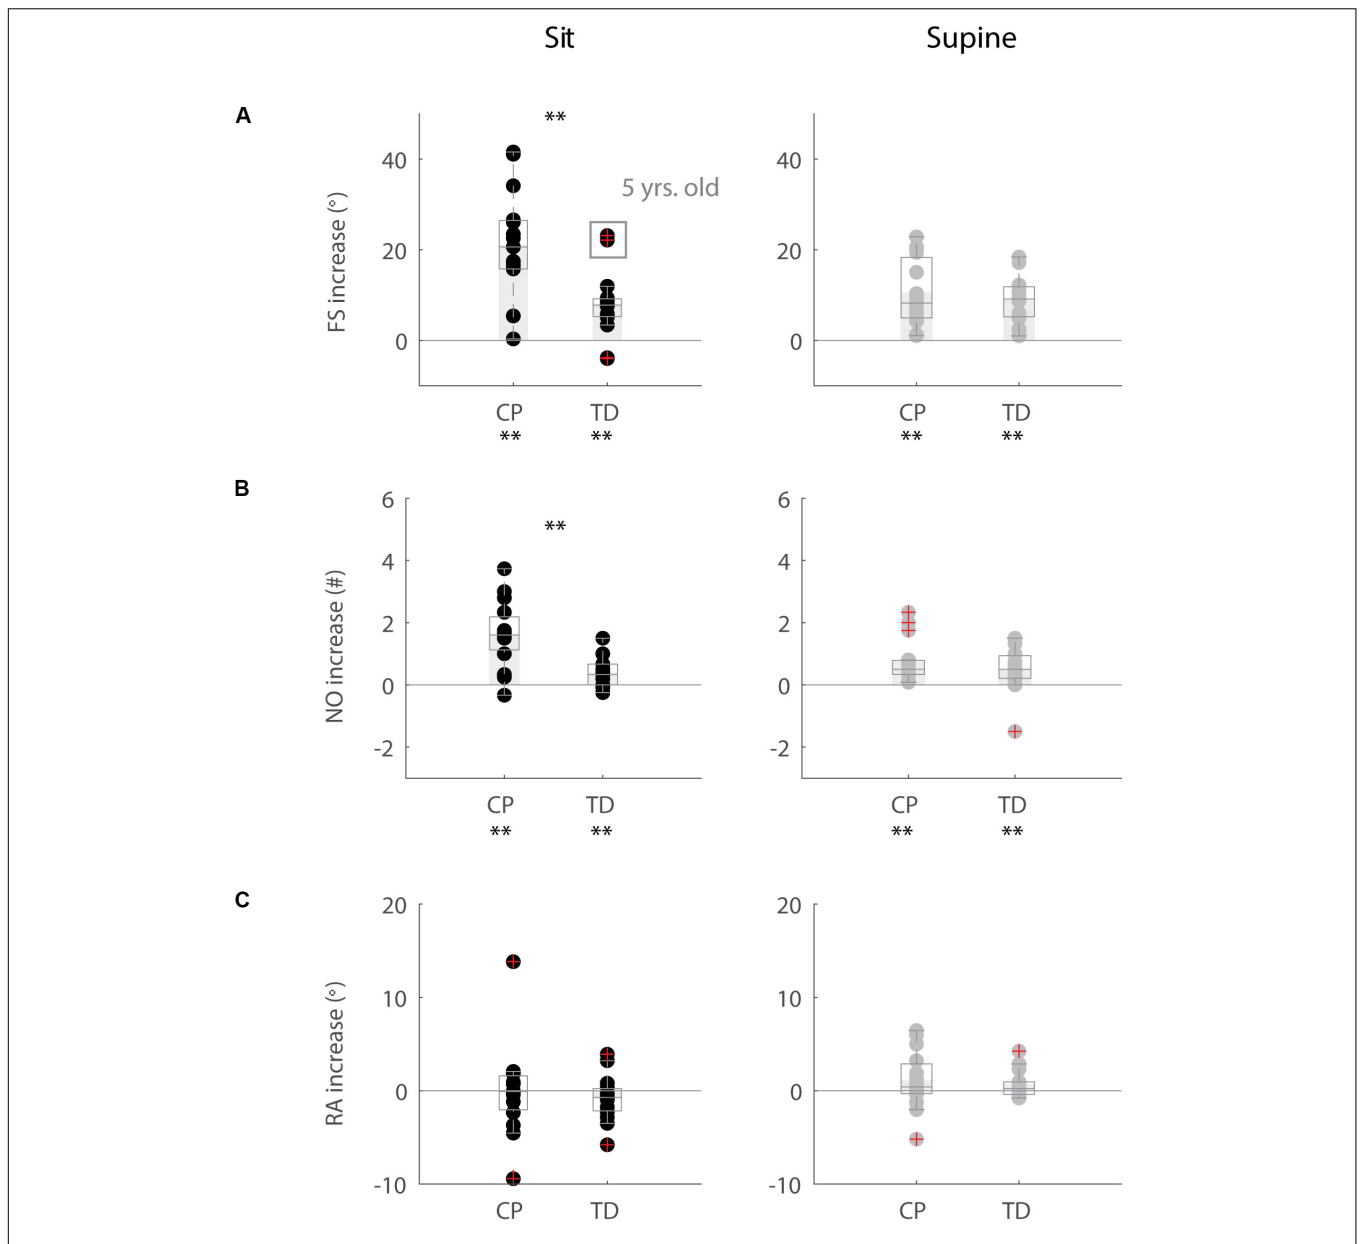 Sit Supine
A
**
40
20
0
FS increase (°)
5 yrs. old
CP TD
** **
40
20
0
CP TD
** **
B
**
6
4
2
0
-2
NO increase (#)
CP TD
** **
6
4
2
0
-2
CP TD
** **
C
20
10
0
-10
RA increase (°)
CP TD
20
10
0
-10
CP TD